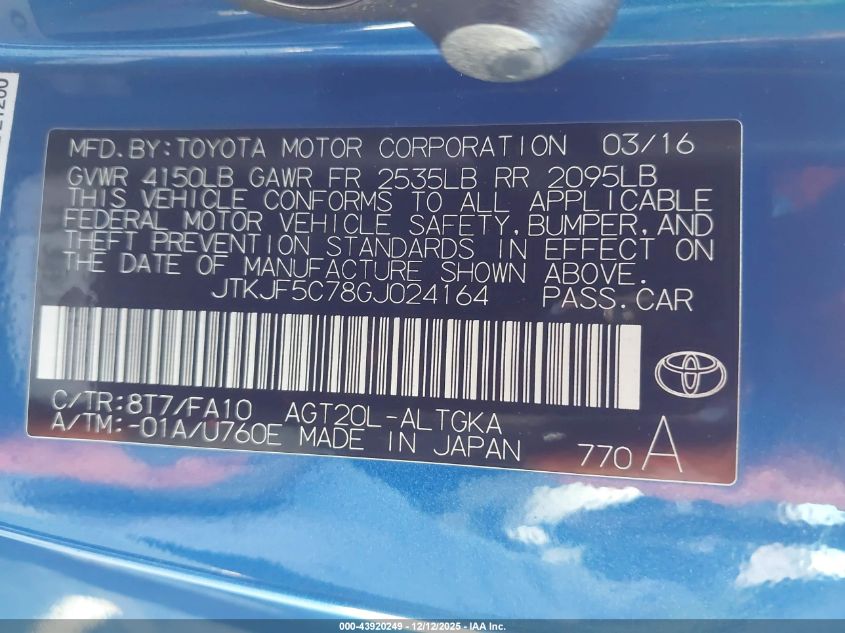 MFD.BY:TOYOTA MOTOR CORPORATION 03/16
GVWR 4150LB GAWR FR 2535LB RR 2095LB
THIS VEHICLE CONFORMS TO ALL APPLICABLE
FEDERAL MOTOR VEHICLE SAFETY,BUMPER,AND
THEFT PREVENTION STANDARDS IN EFFECT ON
THE DATE OF MANUFACTURE SHOWN ABOVE.
JTKJF5C78GJ024164 PASS.CAR
C/TR:8T7/FA10 AGT20L-ALTGKA
A/TM:-01A/U760E MADE IN JAPAN
770A
000-43920249 - 12/12/2025 - IAA Inc.